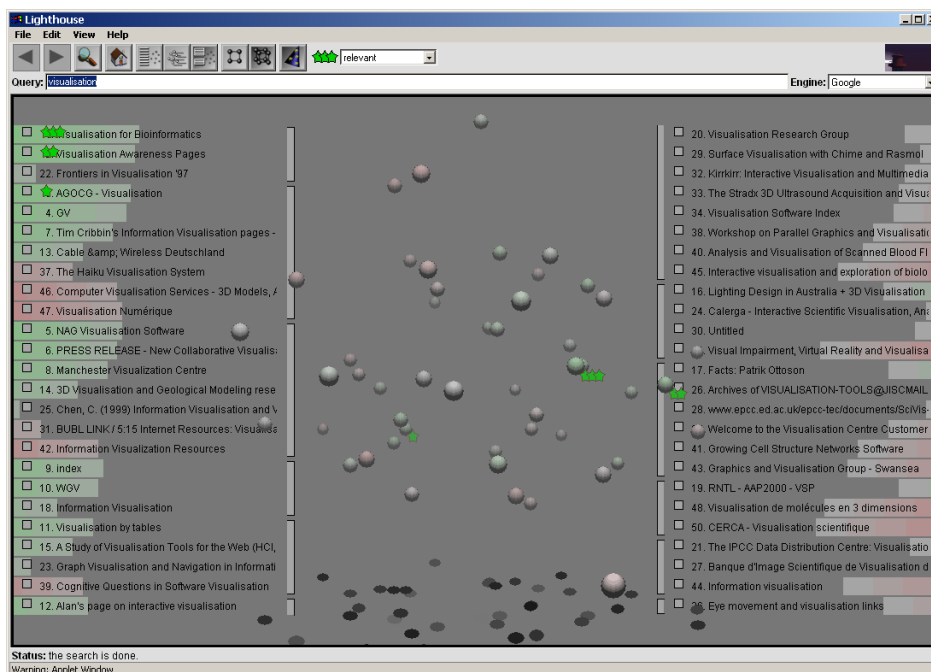 Lighthouse
File Edit View Help
relevant
Query: visualisation
Engine: Google
Visualisation for Bioinformatics
Visualisation Awareness Pages
22. Frontiers in Visualisation '97
AGOCG - Visualisation
4. GV
7. Tim Cribbin's Information Visualisation pages -
13. Cable &amp; Wireless Deutschland
37. The Haiku Visualisation System
46. Computer Visualisation Services - 3D Models, A
47. Visualisation Numérique
5. NAG Visualisation Software
6. PRESS RELEASE - New Collaborative Visualis
8. Manchester Visualization Centre
14. 3D Visualisation and Geological Modeling rese
25. Chen, C. (1999) Information Visualisation and V
31. BUBL LINK / 5:15 Internet Resources: Visualisa
42. Information Visualization Resources
9. index
10. WGV
18. Information Visualisation
11. Visualisation by tables
15. A Study of Visualisation Tools for the Web (HCI,
23. Graph Visualisation and Navigation in Informati
39. Cognitive Questions in Software Visualisation
12. Alan's page on interactive visualisation
20. Visualisation Research Group
29. Surface Visualisation with Chime and Rasmol
32. Kirrkirr: Interactive Visualisation and Multimedia
33. The Stradx 3D Ultrasound Acquisition and Visua
34. Visualisation Software Index
38. Workshop on Parallel Graphics and Visualisatic
40. Analysis and Visualisation of Scanned Blood Fl
45. Interactive visualisation and exploration of biolo
16. Lighting Design in Australia + 3D Visualisation
24. Calerga - Interactive Scientific Visualisation, Ana
30. Untitled
Visual Impairment, Virtual Reality and Visualisa
17. Facts: Patrik Ottoson
26. Archives of VISUALISATION-TOOLS@JISCMAIL
28. www.epcc.ed.ac.uk/epcc-tec/documents/SciVis-
Welcome to the Visualisation Centre Customer
41. Growing Cell Structure Networks Software
43. Graphics and Visualisation Group - Swansea
19. RNTL - AAP2000 - VSP
48. Visualisation de molécules en 3 dimensions
50. CERCA - Visualisation scientifique
21. The IPCC Data Distribution Centre: Visualisatio
27. Banque d'Image Scientifique de Visualisation d
44. Information visualisation
Eye movement and visualisation links
Status: the search is done.
Warning: Applet Window